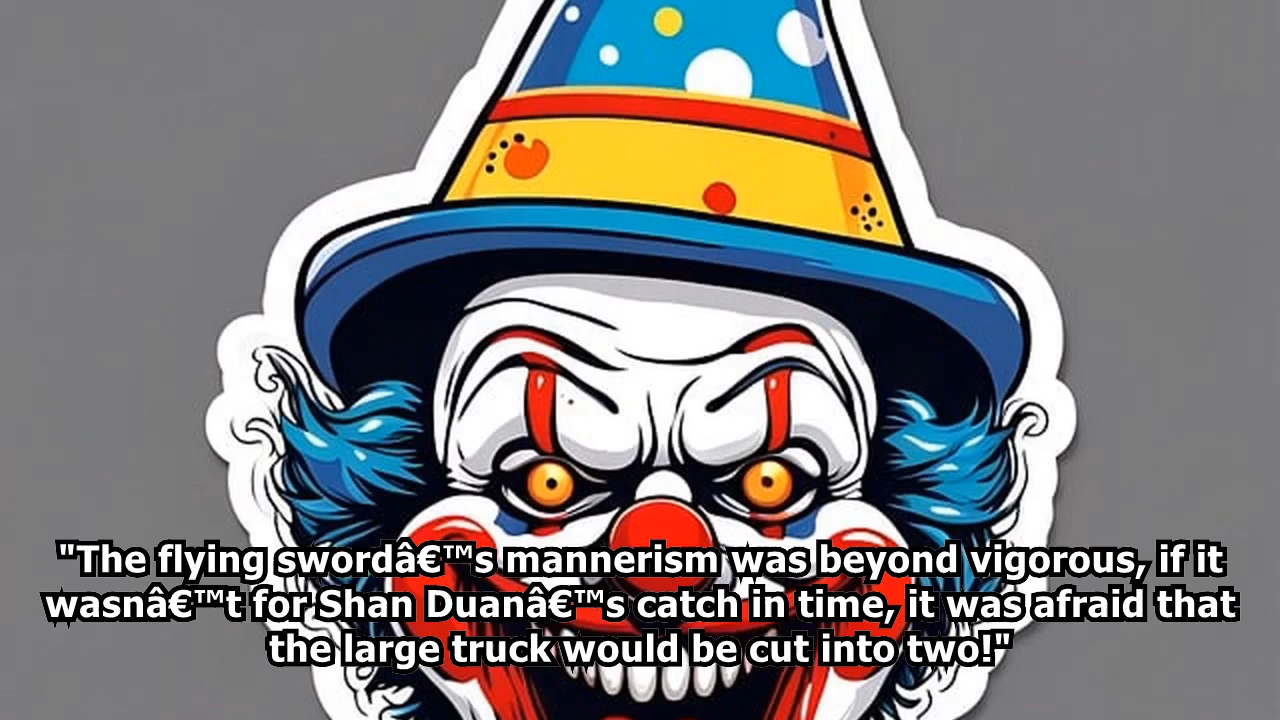 "The flying swordâ€™s mannerism was beyond vigorous, if it
wasnâ€™t for Shan Duanâ€™s catch in time, it was afraid that
the large truck would be cut into two!"